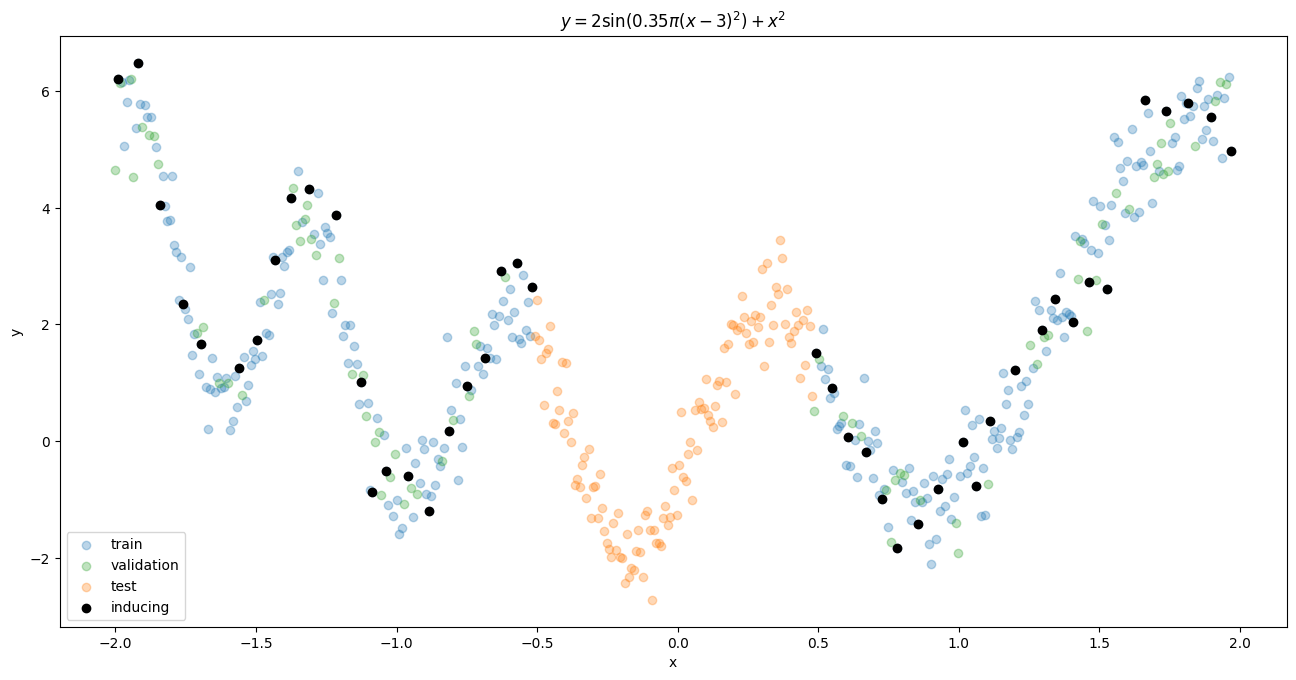 y = 2sin(0.35π(x − 3)²) + x²
y
6
4
2
0
−2
train
validation
test
inducing
−2.0 −1.5 −1.0 −0.5 0.0 0.5 1.0 1.5 2.0
x